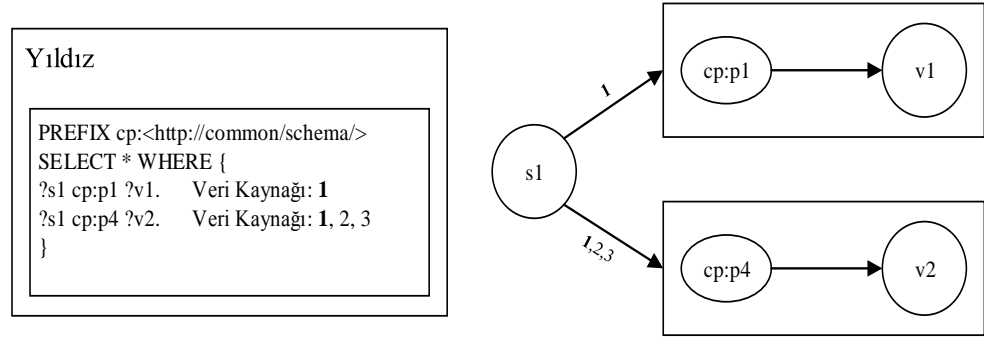 Yıldız
PREFIX cp:<http://common/schema/>
SELECT * WHERE {
?s1 cp:p1 ?v1. Veri Kaynağı: 1
?s1 cp:p4 ?v2. Veri Kaynağı: 1, 2, 3
}
s1
1
cp:p1
v1
1,2,3
cp:p4
v2